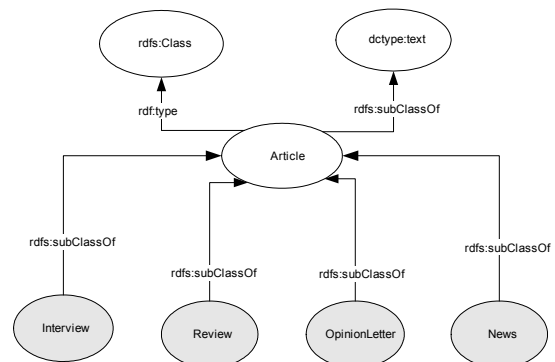 rdfs:Class
dctype:text
rdf:type
rdfs:subClassOf
Article
rdfs:subClassOf
rdfs:subClassOf
rdfs:subClassOf
rdfs:subClassOf
Interview
Review
OpinionLetter
News